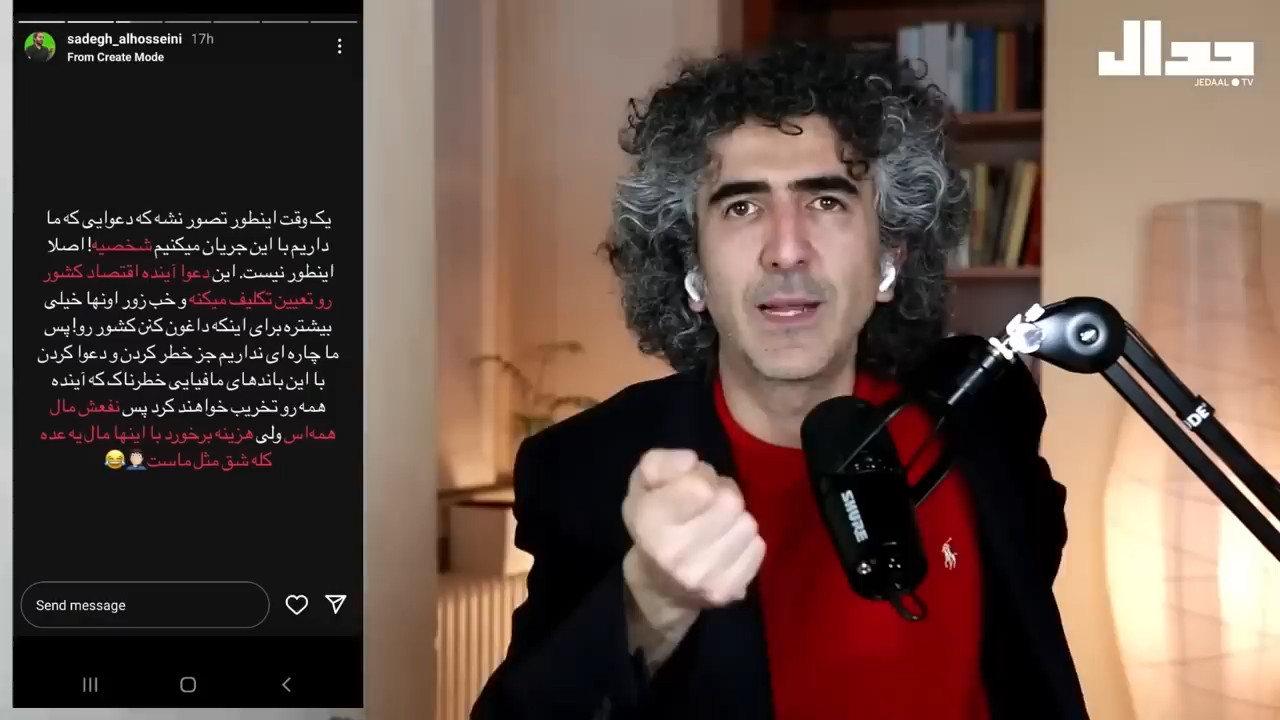 sadegh_alhosseini 17h
From Create Mode
یک وقت اینطور تصور نشه که دعوایی که ما
داریم با این جریان میکنیم شخصیه! اصلا
اینطور نیست. این دعوا آینده اقتصاد کشور
رو تعیین تکلیف میکنه و خب زور اونها خیلی
بیشتره برای اینکه داغون کنن کشور رو! پس
ما چاره ای نداریم جز خطر کردن و دعوا کردن
با این باندهای مافیایی خطرناک که آینده
همه رو تخریب خواهند کرد پس نفعش مال
همه‌اس ولی هزینه برخورد با اینها مال یه عده
کله شق مثل ماست🤦🏻‍♂️😂
Send message
جدال
JEDAAL TV
SHURE